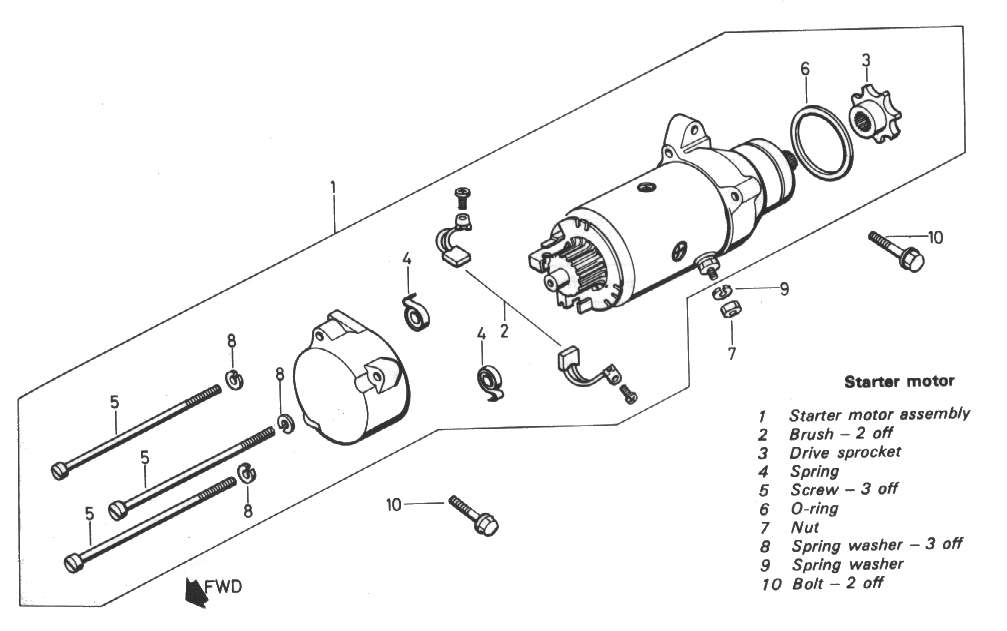 6
3
1
10
4
9
2
4
7
8
8
5
5
5
8
10
FWD
Starter motor
1 Starter motor assembly
2 Brush – 2 off
3 Drive sprocket
4 Spring
5 Screw – 3 off
6 O-ring
7 Nut
8 Spring washer – 3 off
9 Spring washer
10 Bolt – 2 off